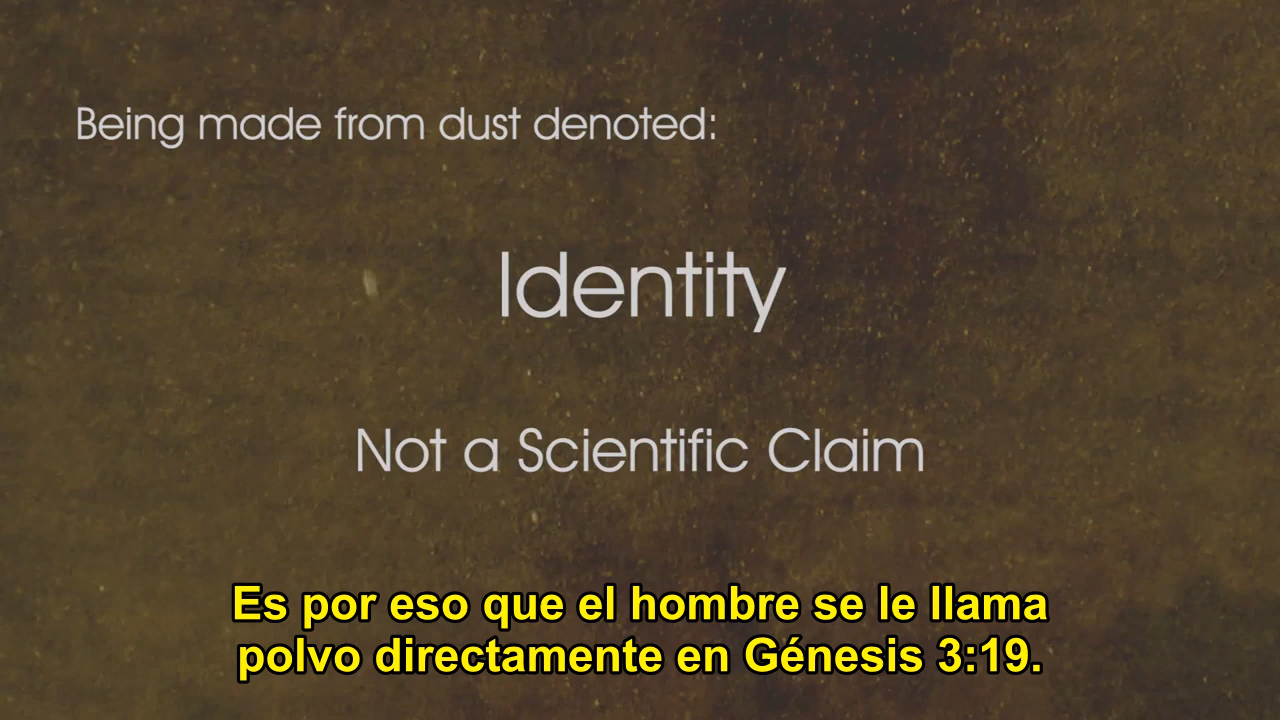 Being made from dust denoted:
Identity
Not a Scientific Claim
Es por eso que el hombre se le llama
polvo directamente en Génesis 3:19.